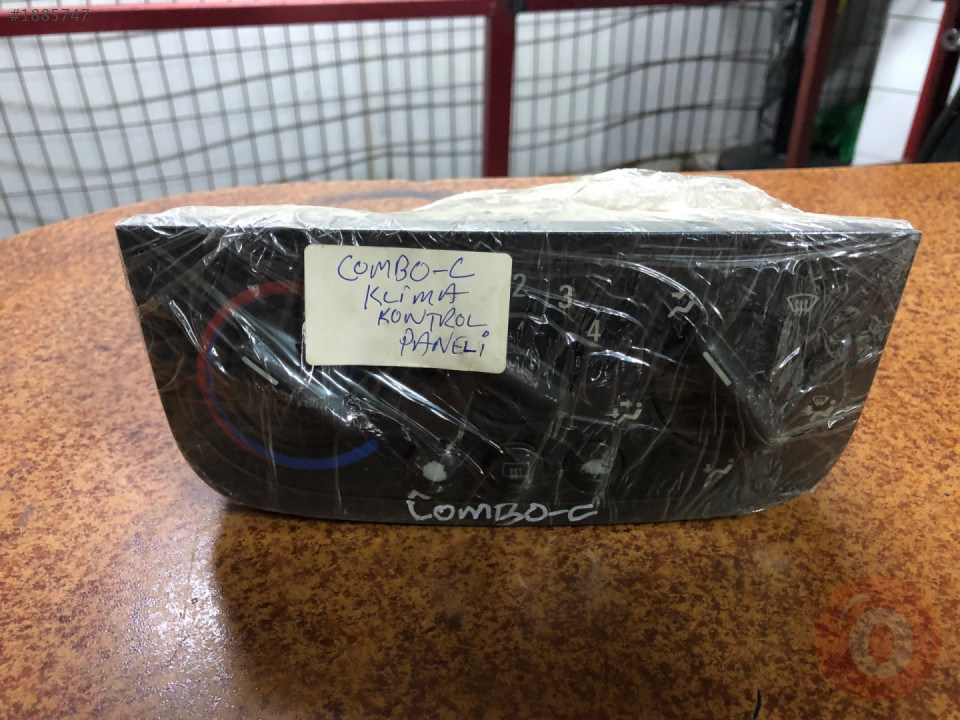 #1885747
COMBO-C
KLİMA
KONTROL
PANELİ
2 3
4
COMBO-C